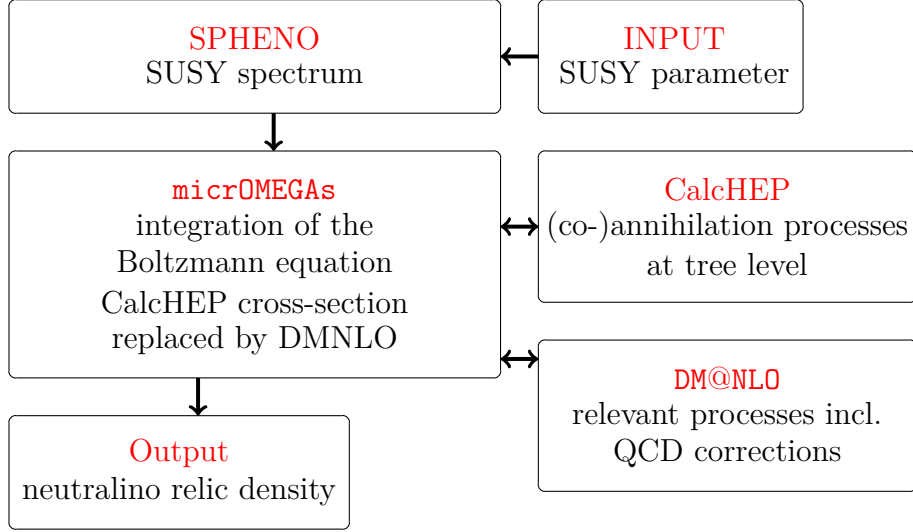 SPHENO
SUSY spectrum
INPUT
SUSY parameter
micrOMEGAs
integration of the
Boltzmann equation
CalcHEP cross-section
replaced by DMNLO
CalcHEP
(co-)annihilation processes
at tree level
DM@NLO
relevant processes incl.
QCD corrections
Output
neutralino relic density